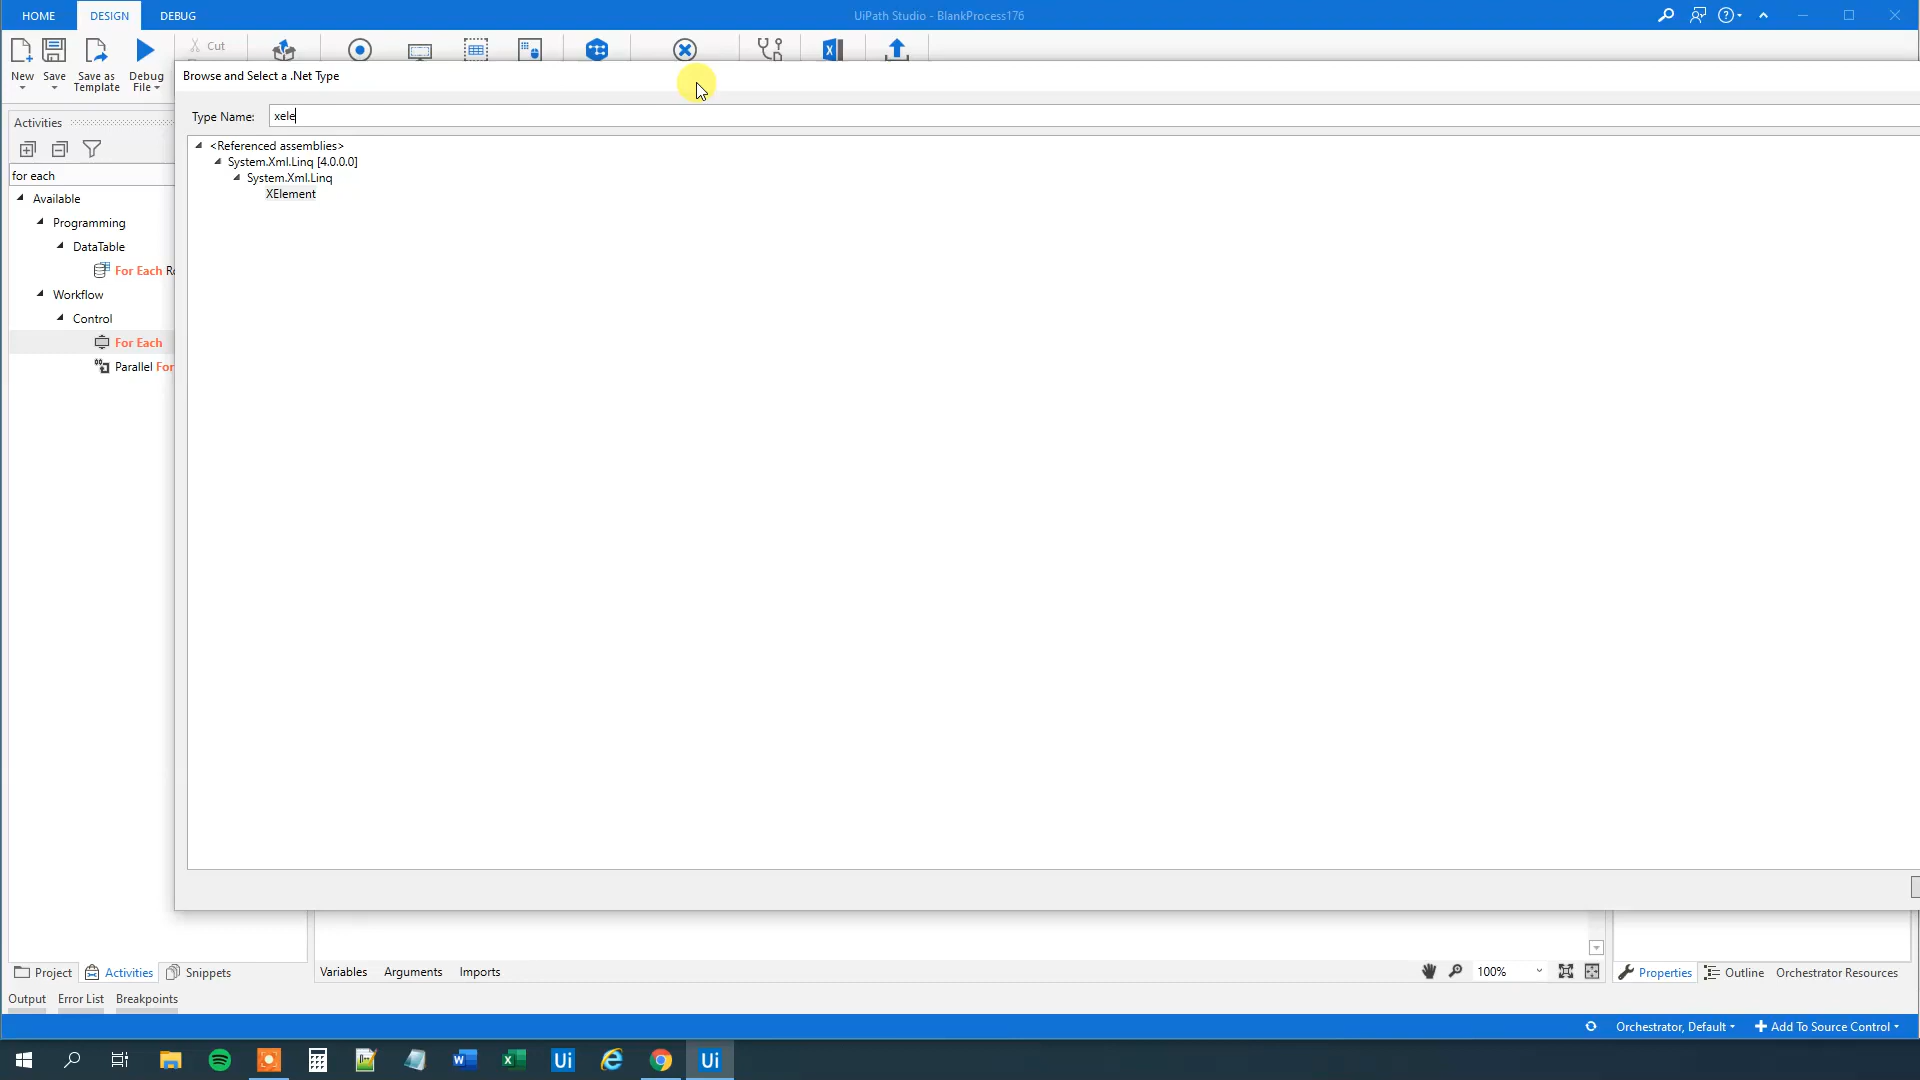 HOME DESIGN DEBUG UiPath Studio - BlankProcess176
New Save Save as Template Debug File Cut
Browse and Select a .Net Type
Type Name: xele
<Referenced assemblies>
System.Xml.Linq [4.0.0.0]
System.Xml.Linq
XElement
Activities
for each
Available
Programming
DataTable
For Each Ro
Workflow
Control
For Each
Parallel For
Project Activities Snippets
Variables Arguments Imports 100%
Properties Outline Orchestrator Resources
Output Error List Breakpoints
Orchestrator, Default Add To Source Control
Ui Ui